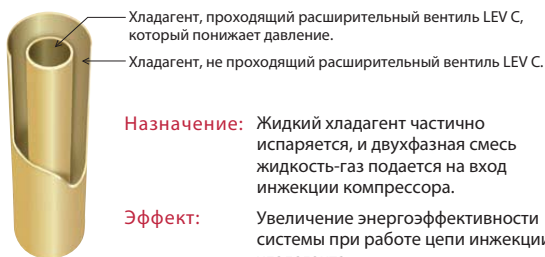 Хладагент, проходящий расширительный вентиль LEV C,
который понижает давление.
Хладагент, не проходящий расширительный вентиль LEV C.
Назначение: Жидкий хладагент частично
испаряется, и двухфазная смесь
жидкость-газ подается на вход
инжекции компрессора.
Эффект: Увеличение энергоэффективности
системы при работе цепи инжекции